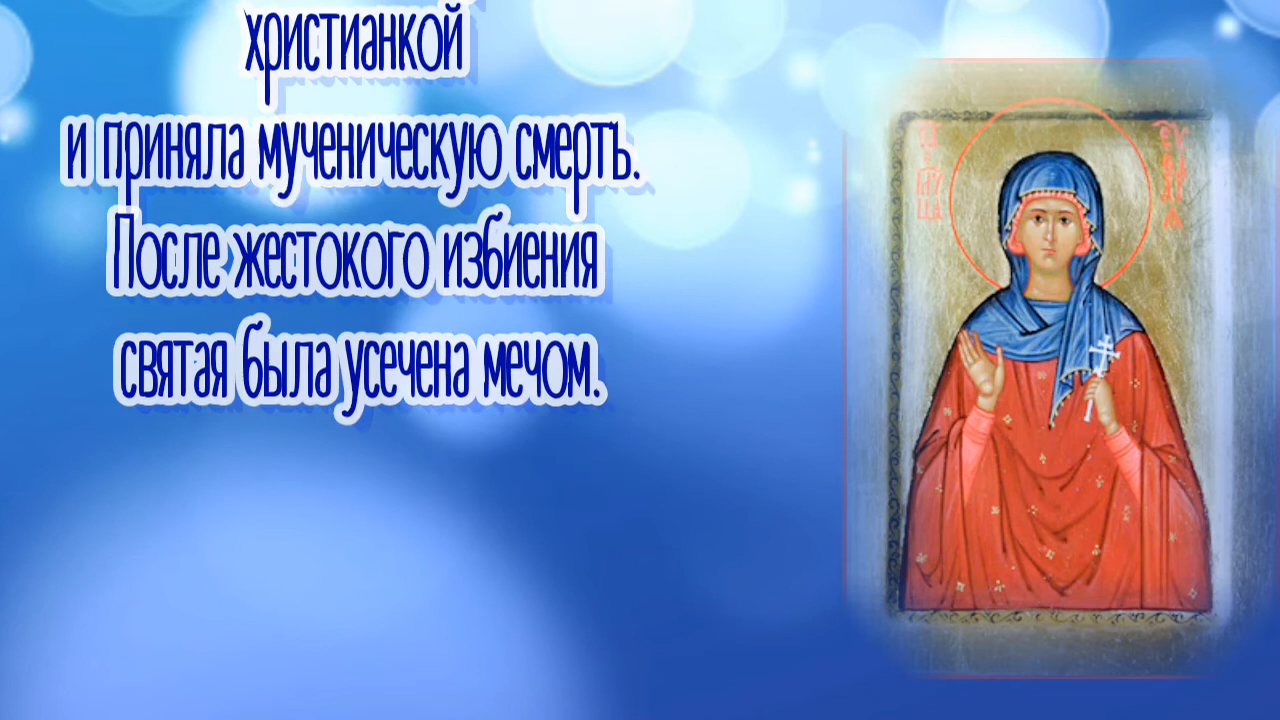 христианкой
и приняла мученическую смерть.
После жестокого избиения
святая была усечена мечом.